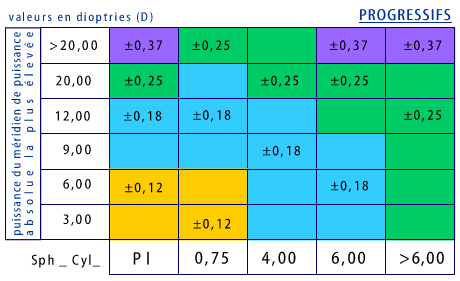 valeurs en dioptries (D) PROGRESSIFS
puissance du méridien de puissance
absolue la plus élevée
>20,00 ±0,37 ±0,25 ±0,37 ±0,37
20,00 ±0,25 ±0,25 ±0,25
12,00 ±0,18 ±0,18 ±0,25
9,00 ±0,18
6,00 ±0,12 ±0,18
3,00 ±0,12
Sph _ Cyl_ Pl 0,75 4,00 6,00 >6,00